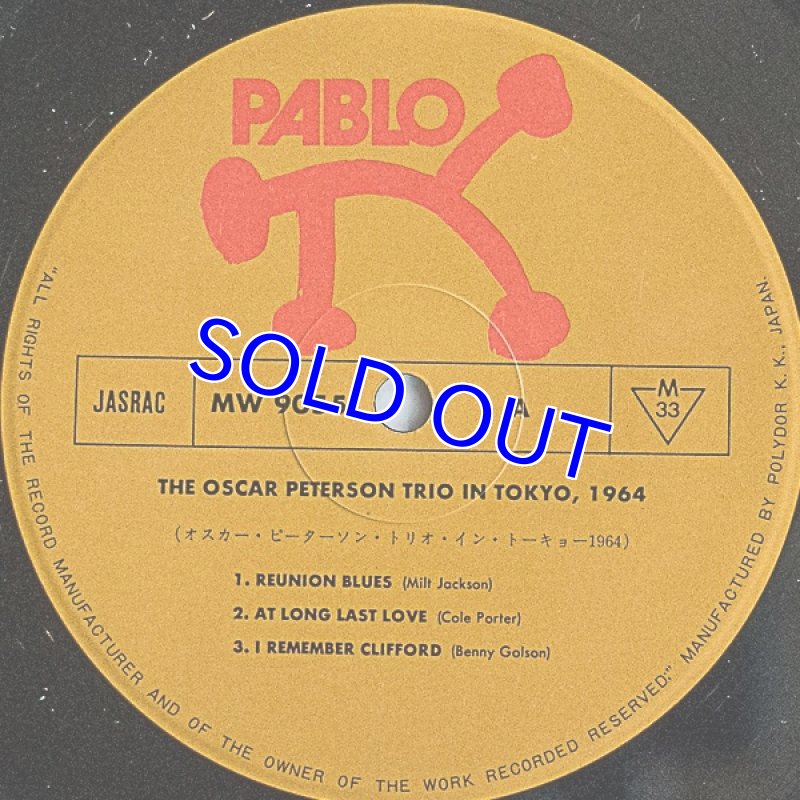 PABLO
JASRAC
MW
A
M
33
SOLD OUT
THE OSCAR PETERSON TRIO IN TOKYO, 1964
(オスカー・ピーターソン・トリオ・イン・トーキョー1964)
1. REUNION BLUES (Milt Jackson)
2. AT LONG LAST LOVE (Cole Porter)
3. I REMEMBER CLIFFORD (Benny Golson)
"ALL RIGHTS OF THE RECORD MANUFACTURER AND OF THE OWNER OF THE WORK RECORDED RESERVED." MANUFACTURED BY POLYDOR K.K., JAPAN.